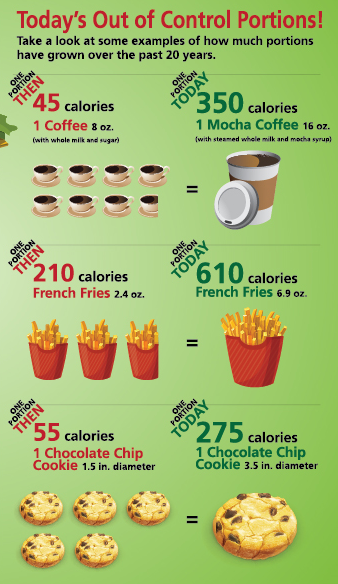 Today's Out of Control Portions!
Take a look at some examples of how much portions
have grown over the past 20 years.
ONE
PORTION
THEN
45 calories
1 Coffee 8 oz.
(with whole milk and sugar)
ONE
PORTION
TODAY
350 calories
1 Mocha Coffee 16 oz.
(with steamed whole milk and mocha syrup)
=
ONE
PORTION
THEN
210 calories
French Fries 2.4 oz.
ONE
PORTION
TODAY
610 calories
French Fries 6.9 oz.
=
ONE
PORTION
THEN
55 calories
1 Chocolate Chip
Cookie 1.5 in. diameter
ONE
PORTION
TODAY
275 calories
1 Chocolate Chip
Cookie 3.5 in. diameter
=